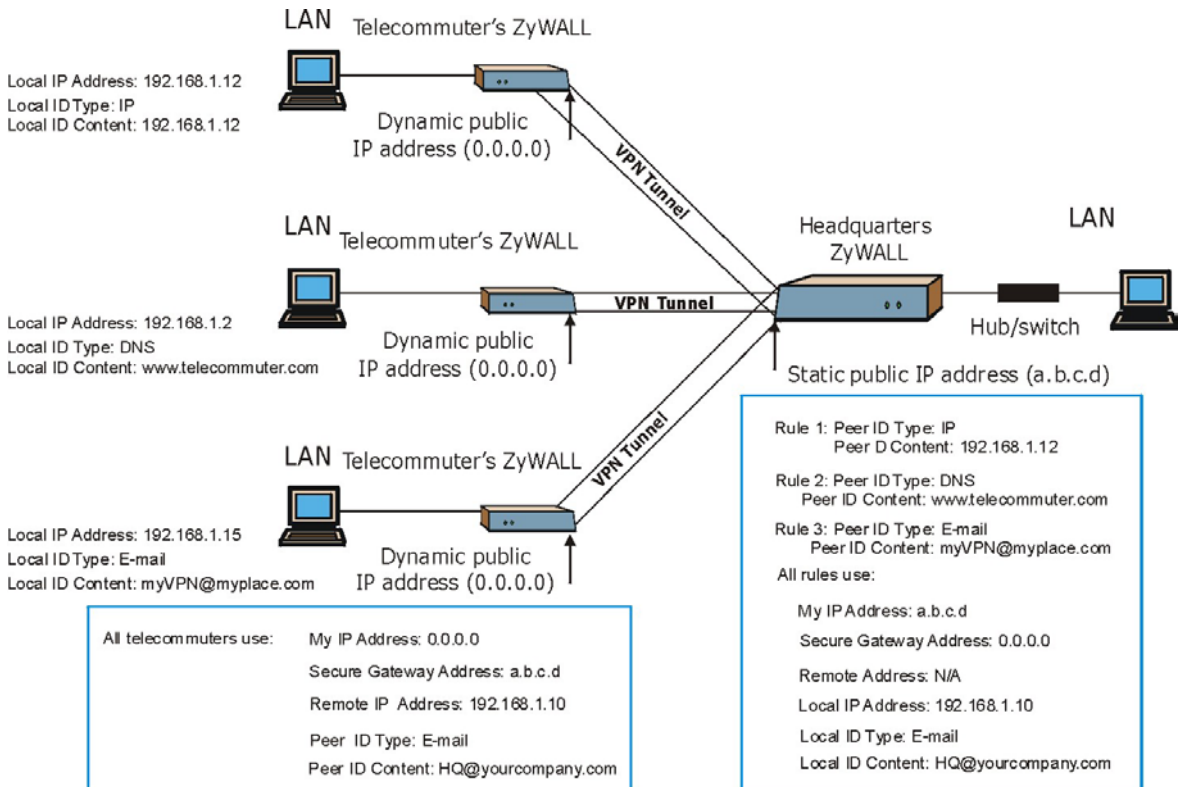 LAN
Telecommuter's ZyWALL
Local IP Address: 192.168.1.12
Local ID Type: IP
Local ID Content: 192.168.1.12
Dynamic public
IP address (0.0.0.0)
VPN Tunnel
LAN
Telecommuter's ZyWALL
Local IP Address: 192.168.1.2
Local ID Type: DNS
Local ID Content: www.telecommuter.com
Dynamic public
IP address (0.0.0.0)
VPN Tunnel
Headquarters
ZyWALL
LAN
Hub/switch
Static public IP address (a.b.c.d)
LAN
Telecommuter's ZyWALL
Local IP Address: 192.168.1.15
Local ID Type: E-mail
Local ID Content: myVPN@myplace.com
Dynamic public
IP address (0.0.0.0)
VPN Tunnel
All telecommuters use:
My IP Address: 0.0.0.0
Secure Gateway Address: a.b.c.d
Remote IP Address: 192.168.1.10
Peer ID Type: E-mail
Peer ID Content: HQ@yourcompany.com
Rule 1: Peer ID Type: IP
Peer D Content: 192.168.1.12
Rule 2: Peer ID Type: DNS
Peer ID Content: www.telecommuter.com
Rule 3: Peer ID Type: E-mail
Peer ID Content: myVPN@myplace.com
All rules use:
My IP Address: a.b.c.d
Secure Gateway Address: 0.0.0.0
Remote Address: N/A
Local IP Address: 192.168.1.10
Local ID Type: E-mail
Local ID Content: HQ@yourcompany.com